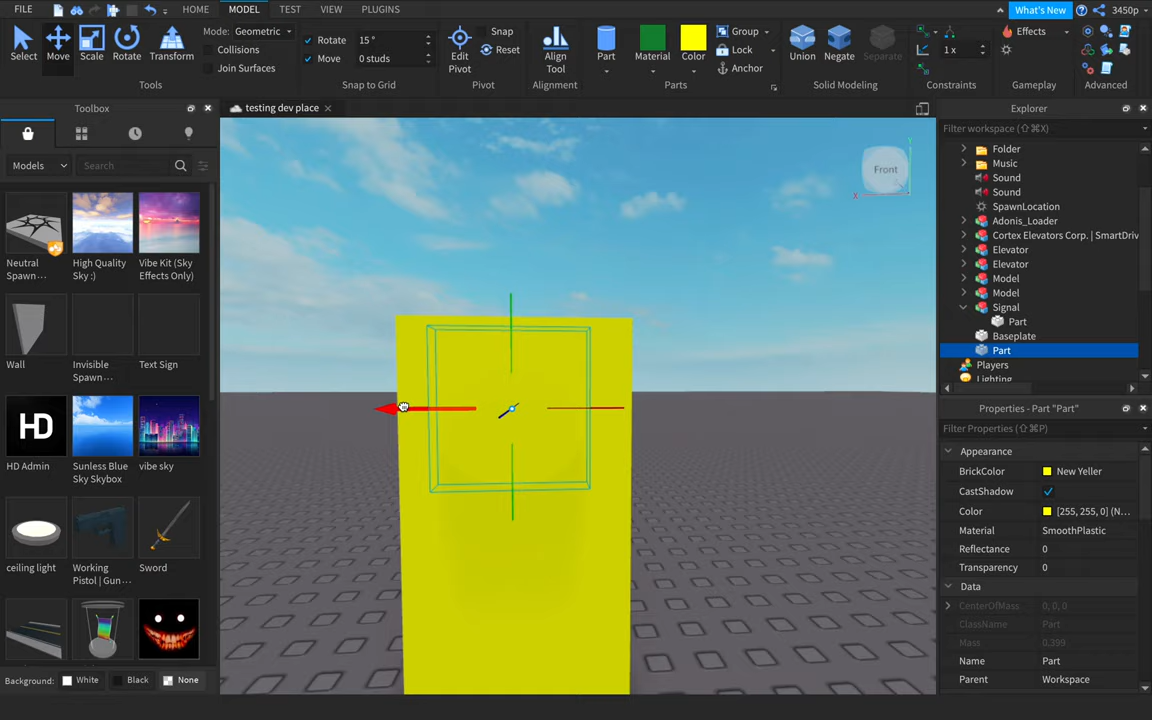 FILE HOME MODEL TEST VIEW PLUGINS What's New 3450p
Select Move Scale Rotate Transform
Mode: Geometric
Collisions
Join Surfaces
Tools
Rotate 15 °
Move 0 studs
Snap to Grid
Edit Pivot
Snap
Reset
Pivot
Align Tool
Alignment
Part Material Color
Group
Lock
Anchor
Parts
Union Negate Separate
Solid Modeling
1 x
Constraints
Effects
Gameplay
Advanced
Toolbox
Models
Search
Neutral Spawn···
High Quality Sky :)
Vibe Kit (Sky Effects Only)
Wall
Invisible Spawn···
Text Sign
HD
HD Admin
Sunless Blue Sky Skybox
vibe sky
ceiling light
Working Pistol | Gun···
Sword
Background: White Black None
testing dev place
Front
Y
X
Explorer
Filter workspace (⇧⌘X)
Folder
Music
Sound
Sound
SpawnLocation
Adonis_Loader
Cortex Elevators Corp. | SmartDriv
Elevator
Elevator
Model
Model
Signal
Part
Baseplate
Part
Players
Lighting
Properties - Part "Part"
Filter Properties (⇧⌘P)
Appearance
BrickColor New Yeller
CastShadow
Color [255, 255, 0] (N...
Material SmoothPlastic
Reflectance 0
Transparency 0
Data
CenterOfMass 0, 0, 0
ClassName Part
Mass 0.399
Name Part
Parent Workspace